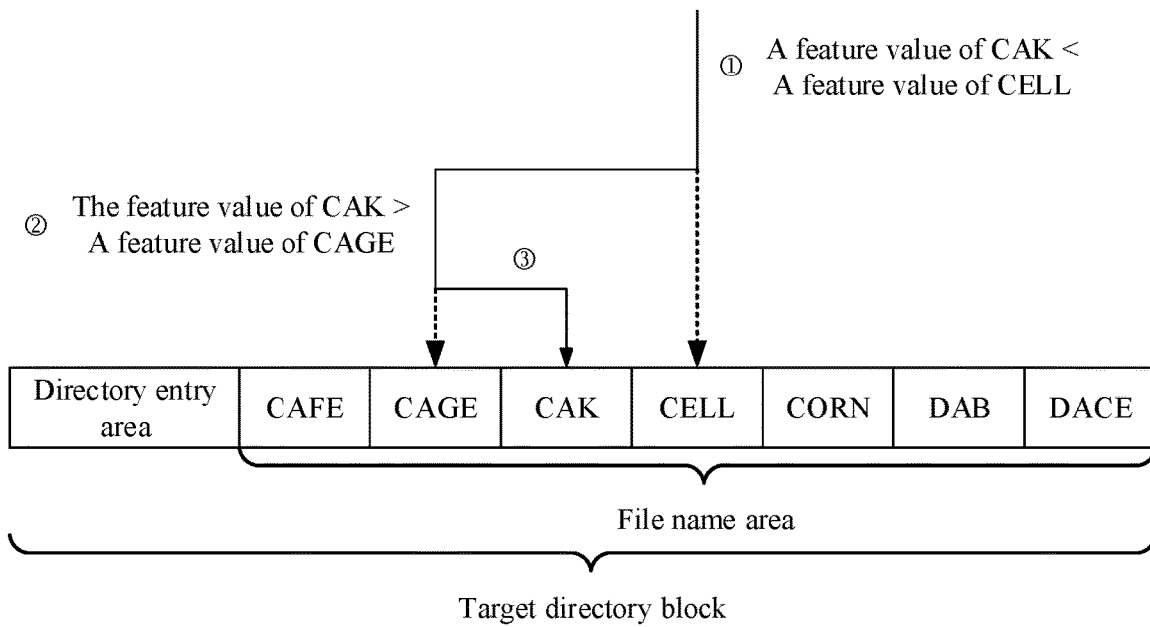 ① A feature value of CAK <
A feature value of CELL
② The feature value of CAK >
A feature value of CAGE
③
Directory entry
area
CAFE CAGE CAK CELL CORN DAB DACE
File name area
Target directory block